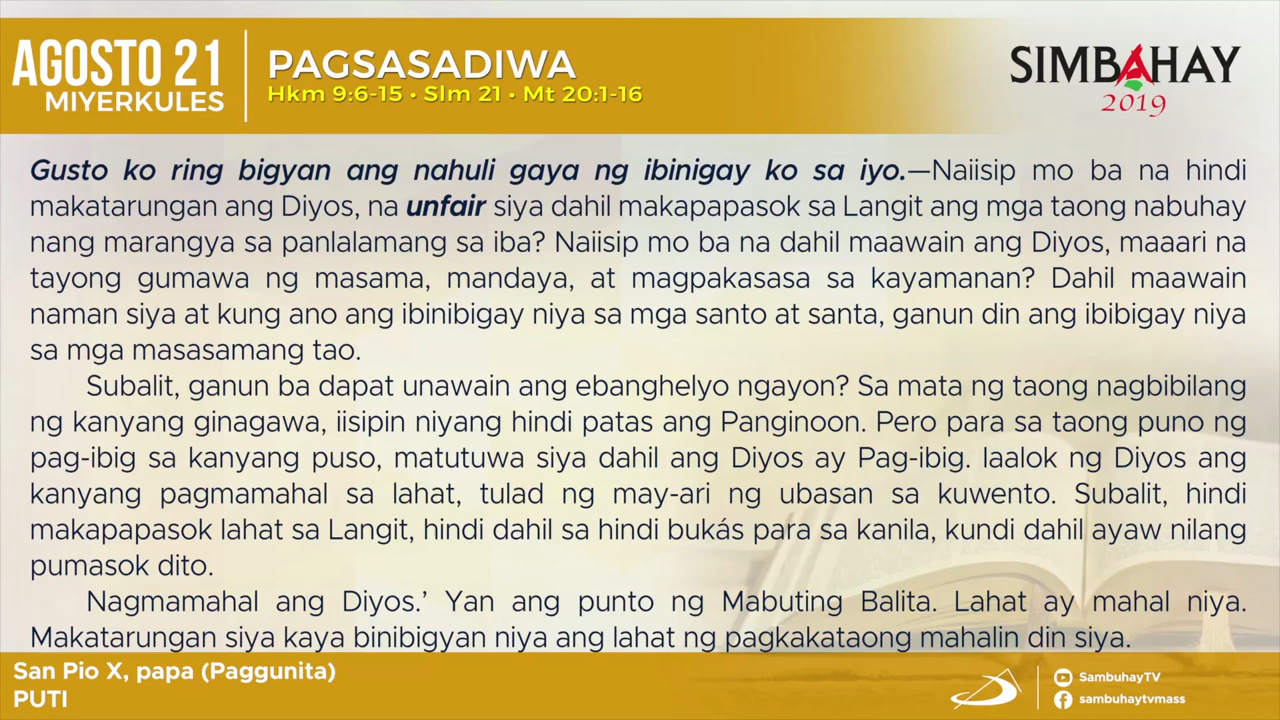 AGOSTO 21
MIYERKULES
PAGSASADIWA
Hkm 9:6-15 • Slm 21 • Mt 20:1-16
SIMBAHAY
2019
Gusto ko ring bigyan ang nahuli gaya ng ibinigay ko sa iyo.—Naiisip mo ba na hindi
makatarungan ang Diyos, na unfair siya dahil makapapasok sa Langit ang mga taong nabuhay
nang marangya sa panlalamang sa iba? Naiisip mo ba na dahil maawain ang Diyos, maaari na
tayong gumawa ng masama, mandaya, at magpakasasa sa kayamanan? Dahil maawain
naman siya at kung ano ang ibinibigay niya sa mga santo at santa, ganun din ang ibibigay niya
sa mga masasamang tao.
Subalit, ganun ba dapat unawain ang ebanghelyo ngayon? Sa mata ng taong nagbibilang
ng kanyang ginagawa, iisipin niyang hindi patas ang Panginoon. Pero para sa taong puno ng
pag-ibig sa kanyang puso, matutuwa siya dahil ang Diyos ay Pag-ibig. Iaalok ng Diyos ang
kanyang pagmamahal sa lahat, tulad ng may-ari ng ubasan sa kuwento. Subalit, hindi
makapapasok lahat sa Langit, hindi dahil sa hindi bukás para sa kanila, kundi dahil ayaw nilang
pumasok dito.
Nagmamahal ang Diyos.’ Yan ang punto ng Mabuting Balita. Lahat ay mahal niya.
Makatarungan siya kaya binibigyan niya ang lahat ng pagkakataong mahalin din siya.
San Pio X, papa (Paggunita)
PUTI
SambuhayTV
sambuhaytvmass